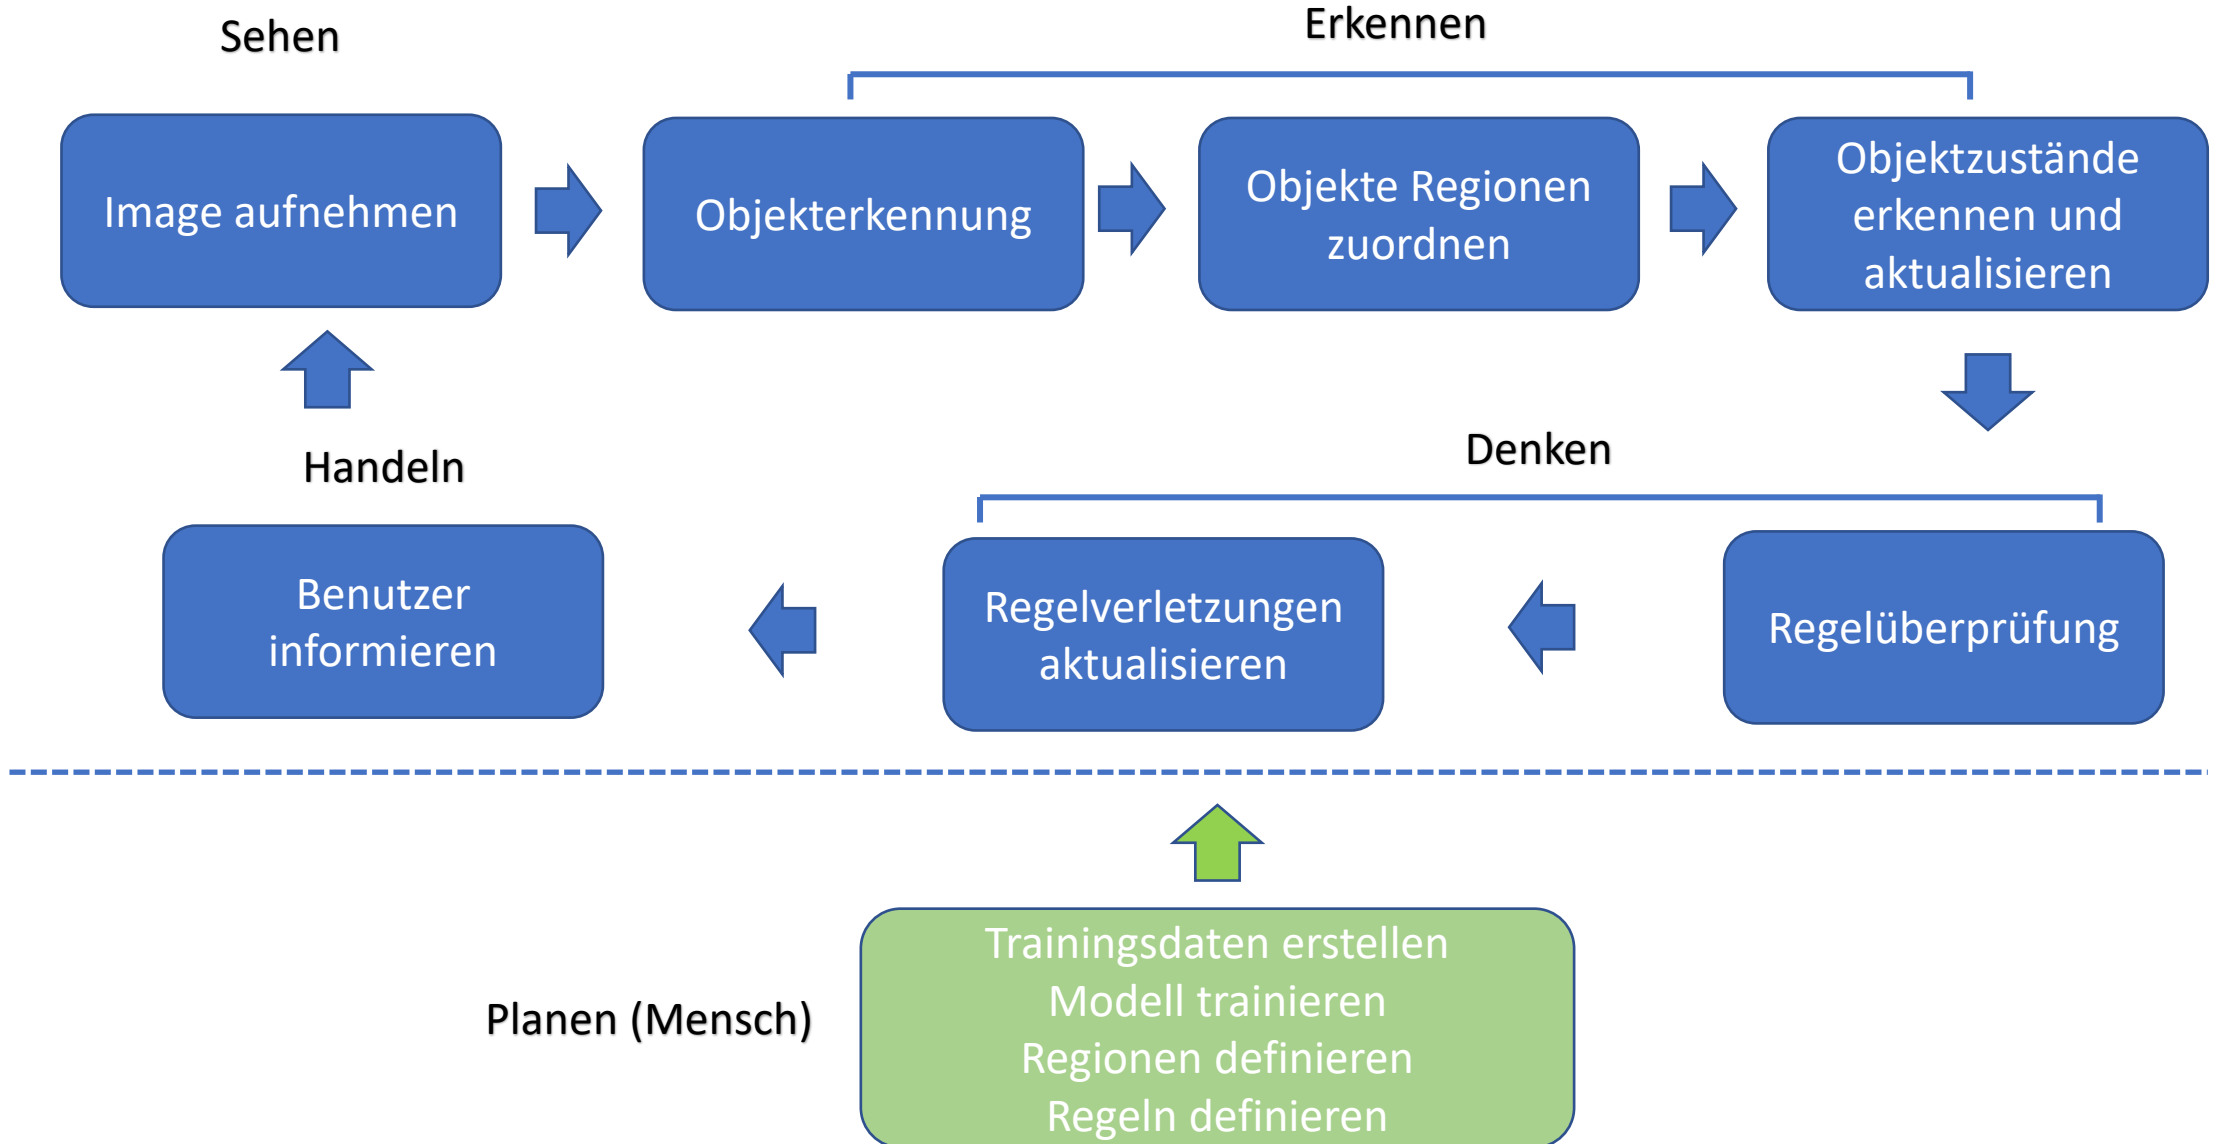 Sehen
Erkennen
Image aufnehmen
Objekterkennung
Objekte Regionen
zuordnen
Objektzustände
erkennen und
aktualisieren
Handeln
Denken
Benutzer
informieren
Regelverletzungen
aktualisieren
Regelüberprüfung
Planen (Mensch)
Trainingsdaten erstellen
Modell trainieren
Regionen definieren
Regeln definieren